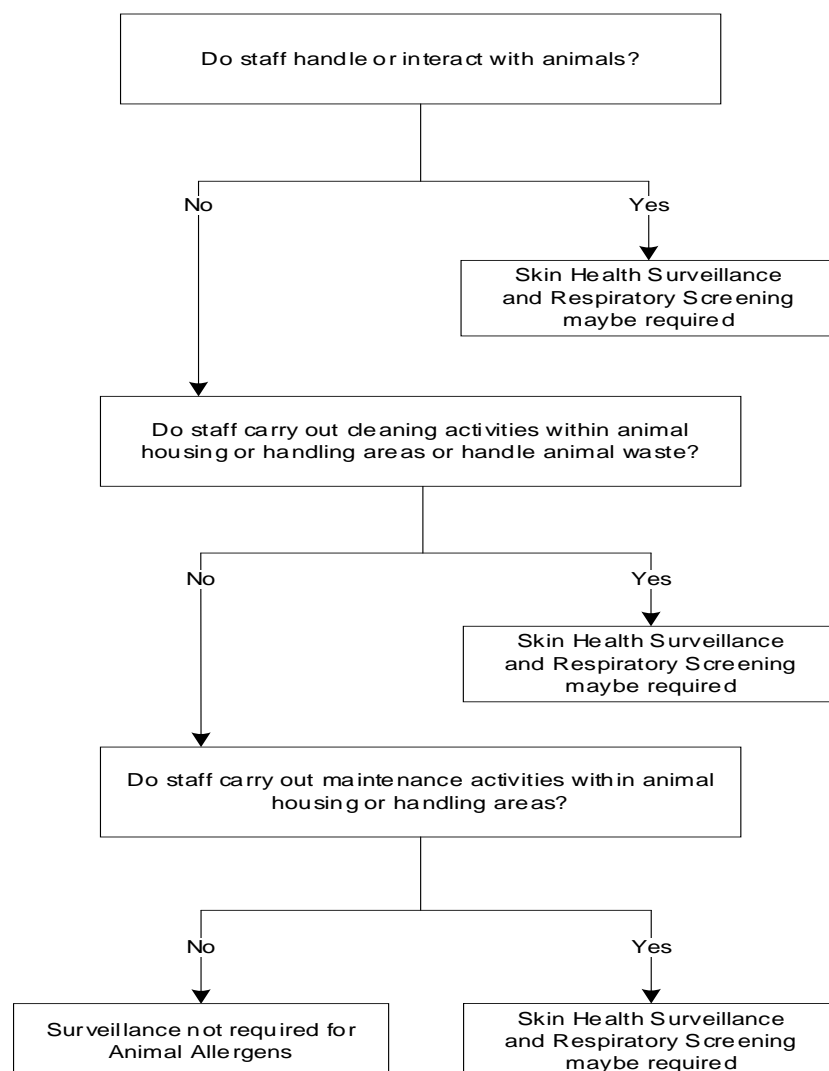 Do staff handle or interact with animals?
No
Yes
Skin Health Surveillance
and Respiratory Screening
maybe required
Do staff carry out cleaning activities within animal
housing or handling areas or handle animal waste?
No
Yes
Skin Health Surveillance
and Respiratory Screening
maybe required
Do staff carry out maintenance activities within animal
housing or handling areas?
No
Yes
Surveillance not required for
Animal Allergens
Skin Health Surveillance
and Respiratory Screening
maybe required